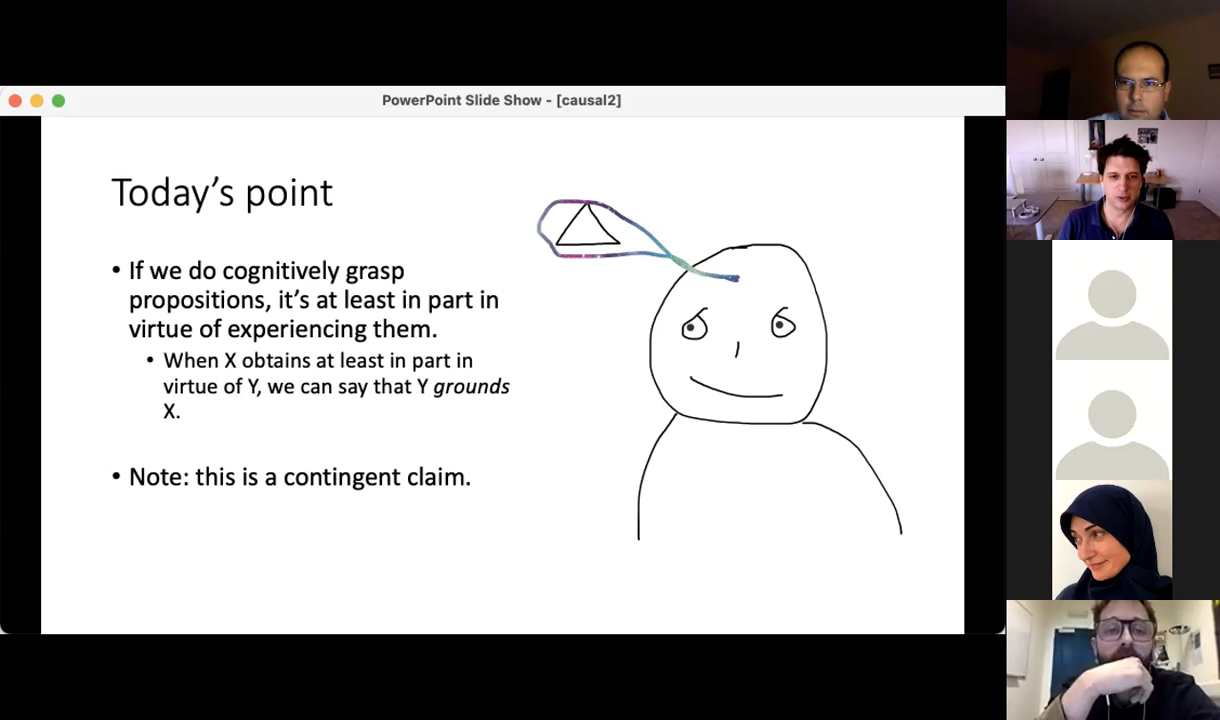 PowerPoint Slide Show - [causal2]
Today's point
• If we do cognitively grasp
propositions, it's at least in part in
virtue of experiencing them.
• When X obtains at least in part in
virtue of Y, we can say that Y grounds
X.
• Note: this is a contingent claim.